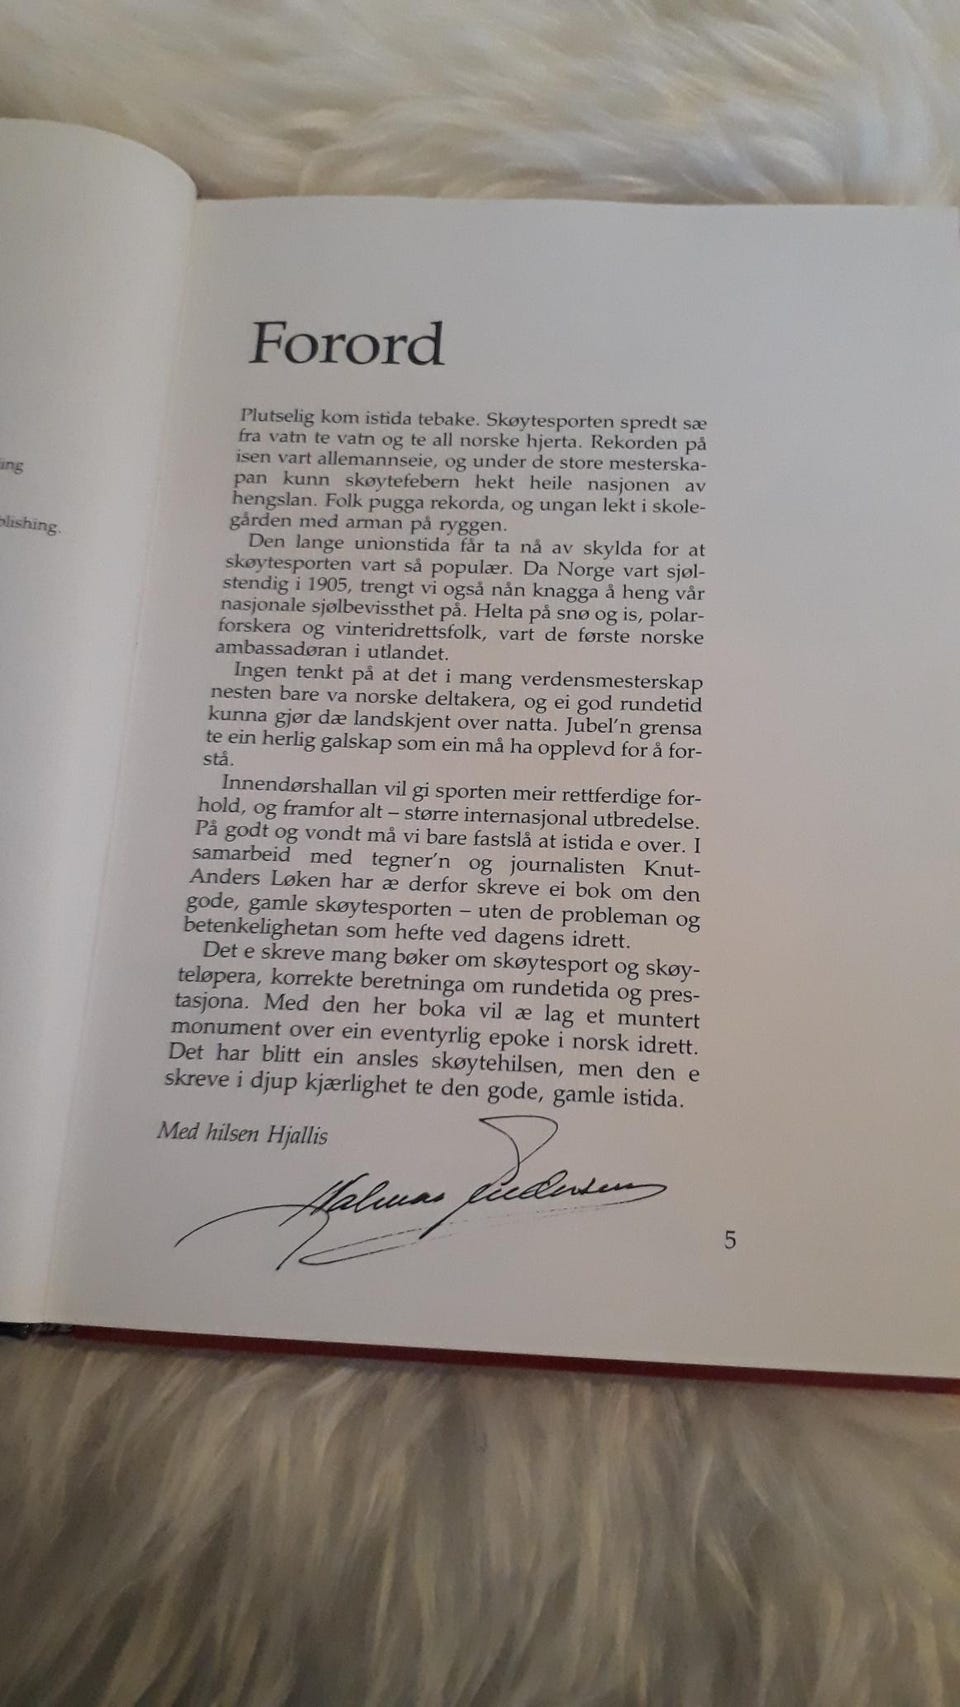 ing
blishing.
Forord
Plutselig kom istida tebake. Skøytesporten spredt sæ
fra vatn te vatn og te all norske hjerta. Rekorden på
isen vart allemannseie, og under de store mesterska-
pan kunn skøytefebern hekt heile nasjonen av
hengslan. Folk pugga rekorda, og ungan lekt i skole-
gården med arman på ryggen.
Den lange unionstida får ta nå av skylda for at
skøytesporten vart så populær. Da Norge vart sjøl-
stendig i 1905, trengt vi også nån knagga å heng vår
nasjonale sjølbevissthet på. Helta på snø og is, polar-
forskera og vinteridrettsfolk, vart de første norske
ambassadøran i utlandet.
Ingen tenkt på at det i mang verdensmesterskap
nesten bare va norske deltakera, og ei god rundetid
kunna gjør dæ landskjent over natta. Jubel'n grensa
te ein herlig galskap som ein må ha opplevd for å for-
stå.
Innendørshallan vil gi sporten meir rettferdige for-
hold, og framfor alt – større internasjonal utbredelse.
På godt og vondt må vi bare fastslå at istida e over. I
samarbeid med tegner'n og journalisten Knut-
Anders Løken har æ derfor skreve ei bok om den
gode, gamle skøytesporten – uten de probleman og
betenkelighetan som hefte ved dagens idrett.
Det e skreve mang bøker om skøytesport og skøy-
teløpera, korrekte beretninga om rundetida og pres-
tasjona. Med den her boka vil æ lag et muntert
monument over ein eventyrlig epoke i norsk idrett.
Det har blitt ein ansles skøytehilsen, men den e
skreve i djup kjærlighet te den gode, gamle istida.
Med hilsen Hjallis
Hjalmar Andersen
5